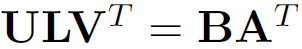 ULV^T = BA^T